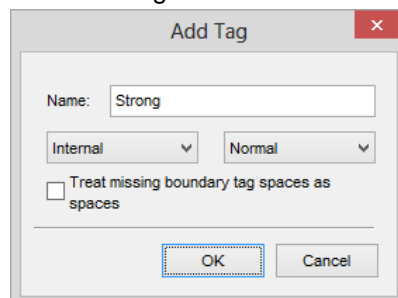 Add Tag
Name: Strong
Internal Normal
Treat missing boundary tag spaces as
spaces
OK Cancel